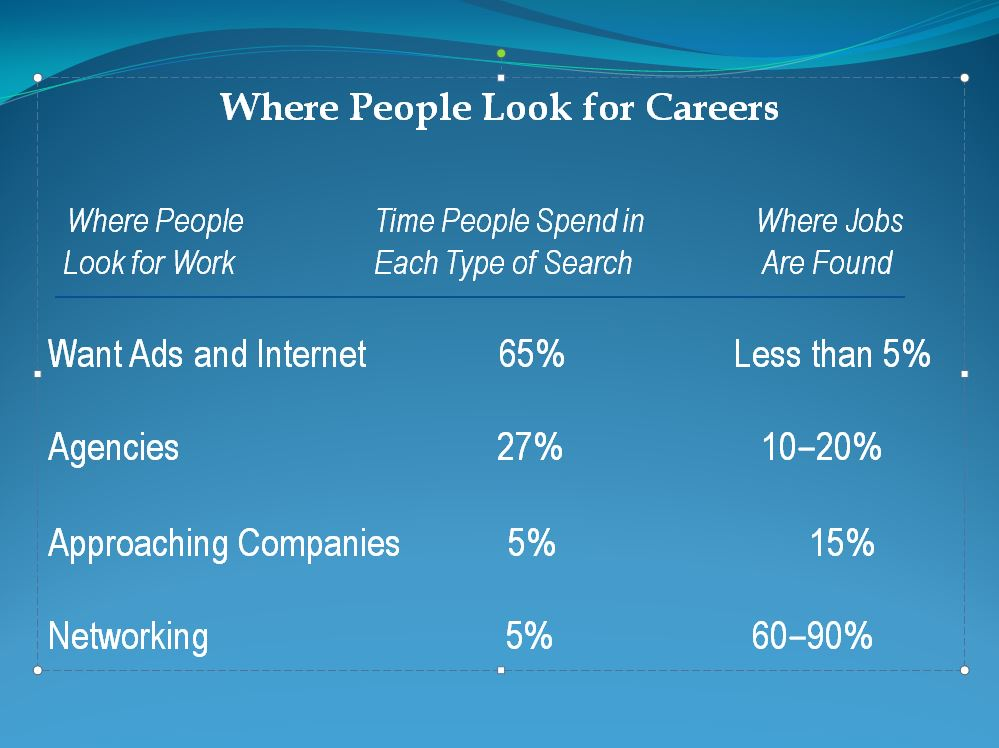 Where People Look for Careers
Where People Time People Spend in Where Jobs
Look for Work Each Type of Search Are Found
Want Ads and Internet 65% Less than 5%
Agencies 27% 10–20%
Approaching Companies 5% 15%
Networking 5% 60–90%